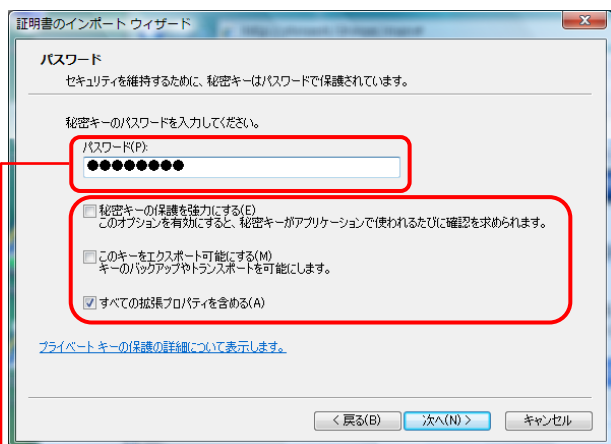 証明書のインポート ウィザード
パスワード
セキュリティを維持するために、秘密キーはパスワードで保護されています。
秘密キーのパスワードを入力してください。
パスワード(P):
●●●●●●●●
秘密キーの保護を強力にする(E)
このオプションを有効にすると、秘密キーがアプリケーションで使われるたびに確認を求められます。
このキーをエクスポート可能にする(M)
キーのバックアップやトランスポートを可能にします。
すべての拡張プロパティを含める(A)
プライベート キーの保護の詳細について表示します。
< 戻る(B) 次へ(N) > キャンセル